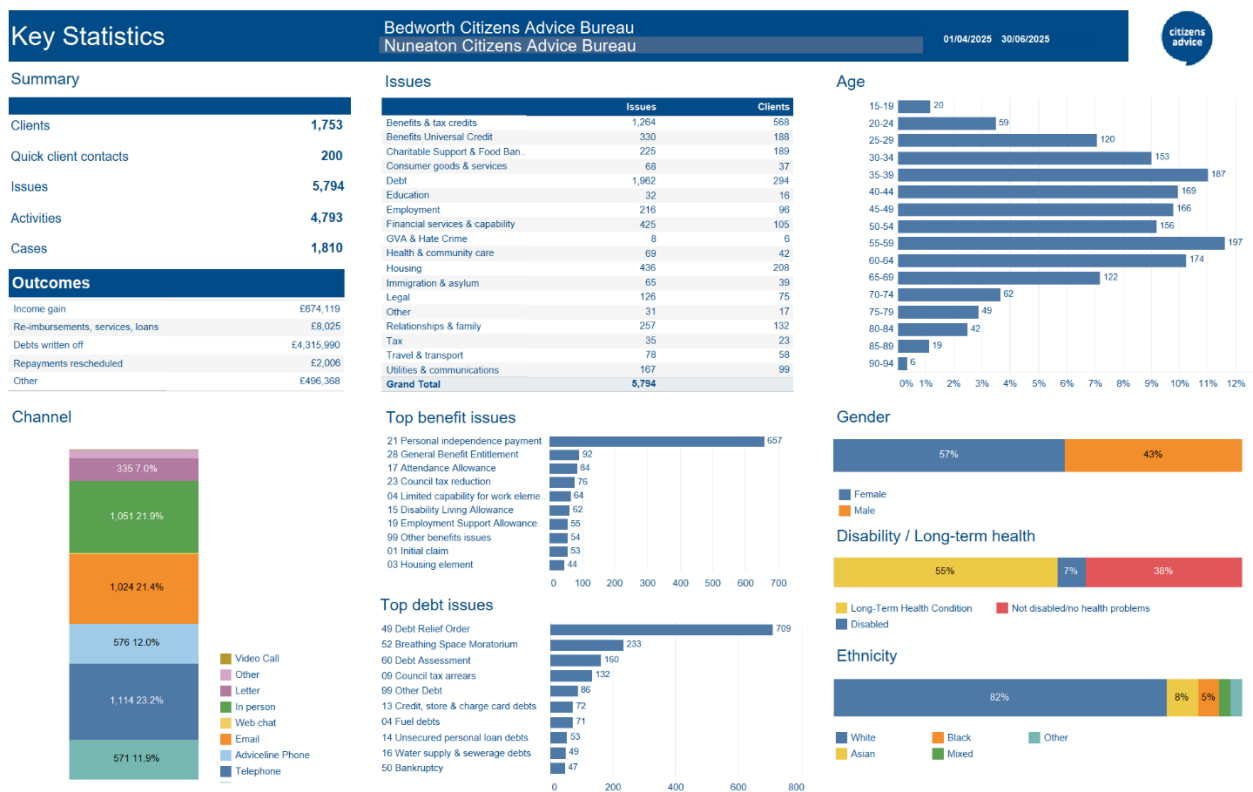 Key Statistics
Bedworth Citizens Advice Bureau
Nuneaton Citizens Advice Bureau
01/04/2025 30/06/2025
citizens
advice
Summary
Clients 1,753
Quick client contacts 200
Issues 5,794
Activities 4,793
Cases 1,810
Outcomes
Income gain £674,119
Re-imbursements, services, loans £8,025
Debts written off £4,315,990
Repayments rescheduled £2,006
Other £496,368
Issues
Issues Clients
Benefits & tax credits 1,264 568
Benefits Universal Credit 330 188
Charitable Support & Food Ban.. 225 189
Consumer goods & services 68 37
Debt 1,962 294
Education 32 16
Employment 216 96
Financial services & capability 425 105
GVA & Hate Crime 8 6
Health & community care 69 42
Housing 436 208
Immigration & asylum 65 39
Legal 126 75
Other 31 17
Relationships & family 257 132
Tax 35 23
Travel & transport 78 58
Utilities & communications 167 99
Grand Total 5,794
Age
15-19 20
20-24 59
25-29 120
30-34 153
35-39 187
40-44 169
45-49 166
50-54 156
55-59 197
60-64 174
65-69 122
70-74 62
75-79 49
80-84 42
85-89 19
90-94 6
0% 1% 2% 3% 4% 5% 6% 7% 8% 9% 10% 11% 12%
Channel
335 7.0%
1,051 21.9%
1,024 21.4%
576 12.0%
1,114 23.2%
571 11.9%
Video Call
Other
Letter
In person
Web chat
Email
Adviceline Phone
Telephone
Top benefit issues
21 Personal independence payment 657
28 General Benefit Entitlement 92
17 Attendance Allowance 84
23 Council tax reduction 76
04 Limited capability for work eleme.. 64
15 Disability Living Allowance 62
19 Employment Support Allowance 55
99 Other benefits issues 54
01 Initial claim 53
03 Housing element 44
0 100 200 300 400 500 600 700
Top debt issues
49 Debt Relief Order 709
52 Breathing Space Moratorium 233
60 Debt Assessment 160
09 Council tax arrears 132
99 Other Debt 86
13 Credit, store & charge card debts 72
04 Fuel debts 71
14 Unsecured personal loan debts 53
16 Water supply & sewerage debts 49
50 Bankruptcy 47
0 200 400 600 800
Gender
57% 43%
Female
Male
Disability / Long-term health
55% 7% 38%
Long-Term Health Condition Not disabled/no health problems
Disabled
Ethnicity
82% 8% 5%
White Black Other
Asian Mixed